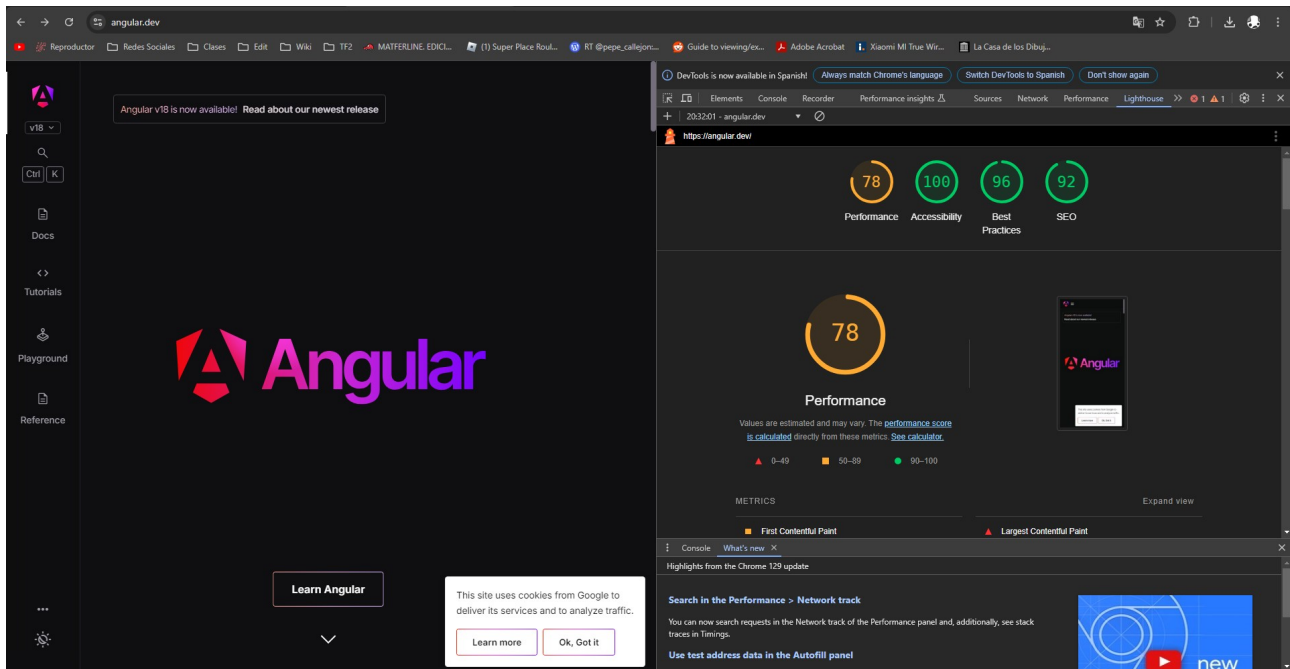 angular.dev
Reproductor
Redes Sociales
Clases
Edit
Wiki
TF2
MATFERLINE. EDICI...
(1) Super Place Roul...
RT @pepe_callejon:...
Guide to viewing/ex...
Adobe Acrobat
Xiaomi MI True Wir...
La Casa de los Dibuj...
v18
Ctrl K
Docs
<>
Tutorials
Playground
Reference
Angular v18 is now available! Read about our newest release
Angular
Learn Angular
This site uses cookies from Google to
deliver its services and to analyze traffic.
Learn more
Ok, Got it
DevTools is now available in Spanish! Always match Chrome's language Switch DevTools to Spanish Don't show again
Elements Console Recorder Performance insights Sources Network Performance Lighthouse 1 1
20:32:01 - angular.dev
https://angular.dev/
78 100 96 92
Performance Accessibility Best Practices SEO
78
Performance
Values are estimated and may vary. The performance score
is calculated directly from these metrics. See calculator.
0–49 50–89 90–100
Angular
METRICS
Expand view
First Contentful Paint
Largest Contentful Paint
Console What's new
Highlights from the Chrome 129 update
Search in the Performance > Network track
You can now search requests in the Network track of the Performance panel and, additionally, see stack
traces in Timings.
Use test address data in the Autofill panel
new